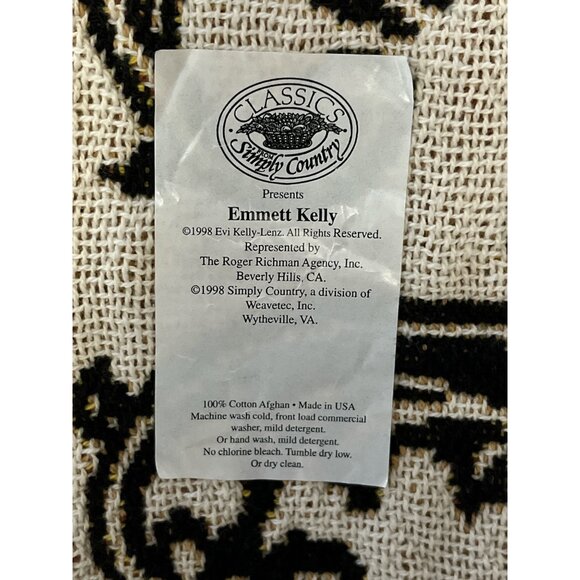 CLASSICS
FROM
Simply Country
Presents
Emmett Kelly
©1998 Evi Kelly-Lenz. All Rights Reserved.
Represented by
The Roger Richman Agency, Inc.
Beverly Hills, CA.
©1998 Simply Country, a division of
Weavetec, Inc.
Wytheville, VA.
100% Cotton Afghan • Made in USA
Machine wash cold, front load commercial
washer, mild detergent.
Or hand wash, mild detergent.
No chlorine bleach. Tumble dry low.
Or dry clean.